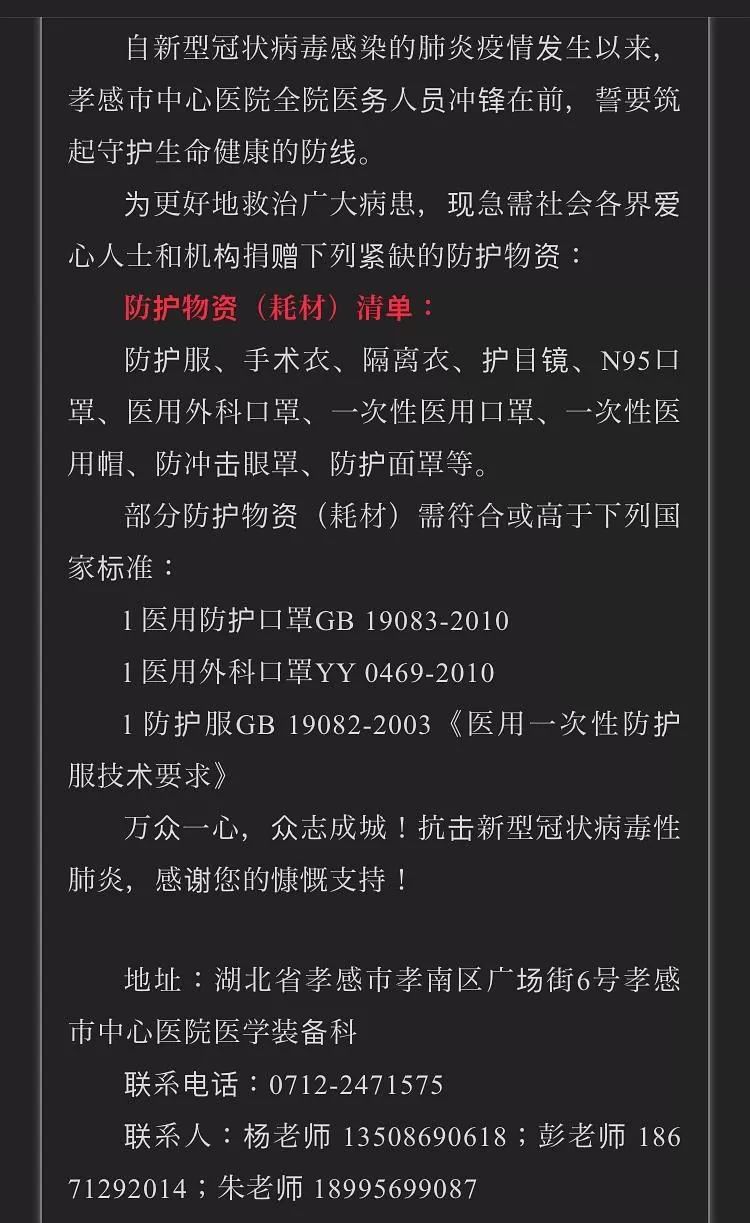 自新型冠状病毒感染的肺炎疫情发生以来，
孝感市中心医院全院医务人员冲锋在前，誓要筑
起守护生命健康的防线。
为更好地救治广大病患，现急需社会各界爱
心人士和机构捐赠下列紧缺的防护物资：
防护物资（耗材）清单：
防护服、手术衣、隔离衣、护目镜、N95口
罩、医用外科口罩、一次性医用口罩、一次性医
用帽、防冲击眼罩、防护面罩等。
部分防护物资（耗材）需符合或高于下列国
家标准：
l 医用防护口罩GB 19083-2010
l 医用外科口罩YY 0469-2010
l 防护服GB 19082-2003《医用一次性防护
服技术要求》
万众一心，众志成城！抗击新型冠状病毒性
肺炎，感谢您的慷慨支持！
地址：湖北省孝感市孝南区广场街6号孝感
市中心医院医学装备科
联系电话：0712-2471575
联系人：杨老师 13508690618；彭老师 186
71292014；朱老师 18995699087